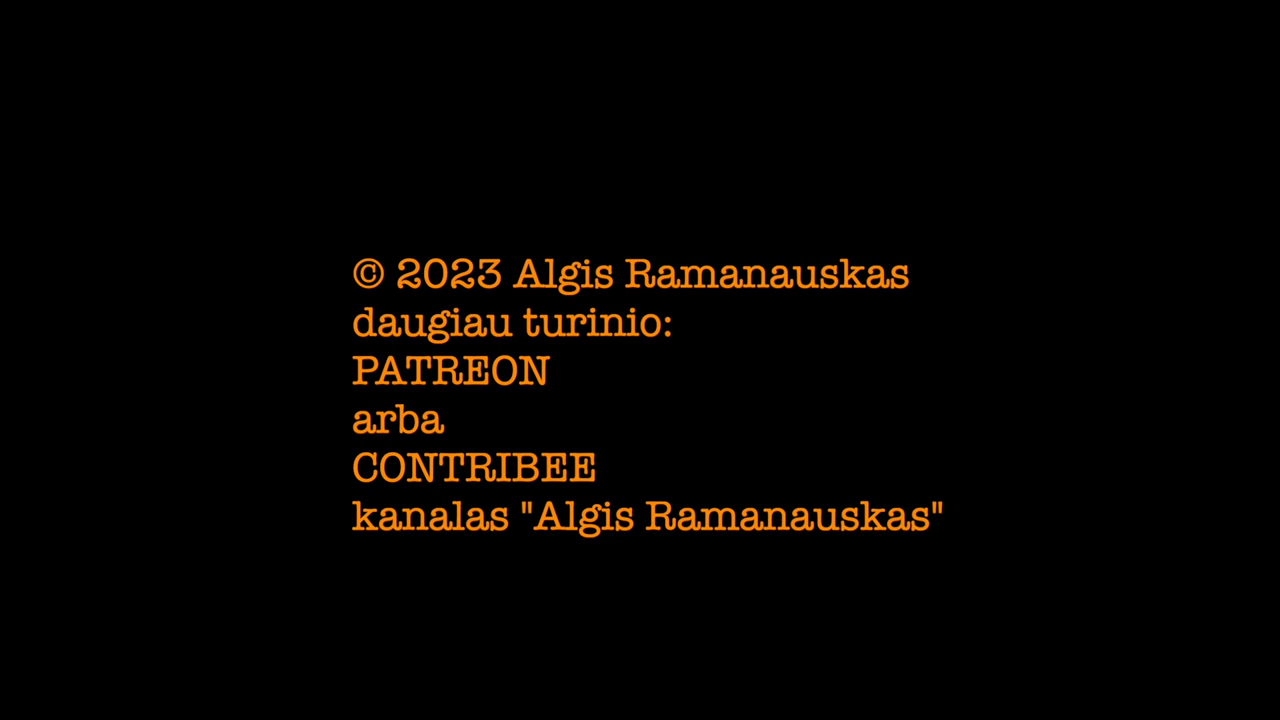 © 2023 Algis Ramanauskas
daugiau turinio:
PATREON
arba
CONTRIBEE
kanalas "Algis Ramanauskas"